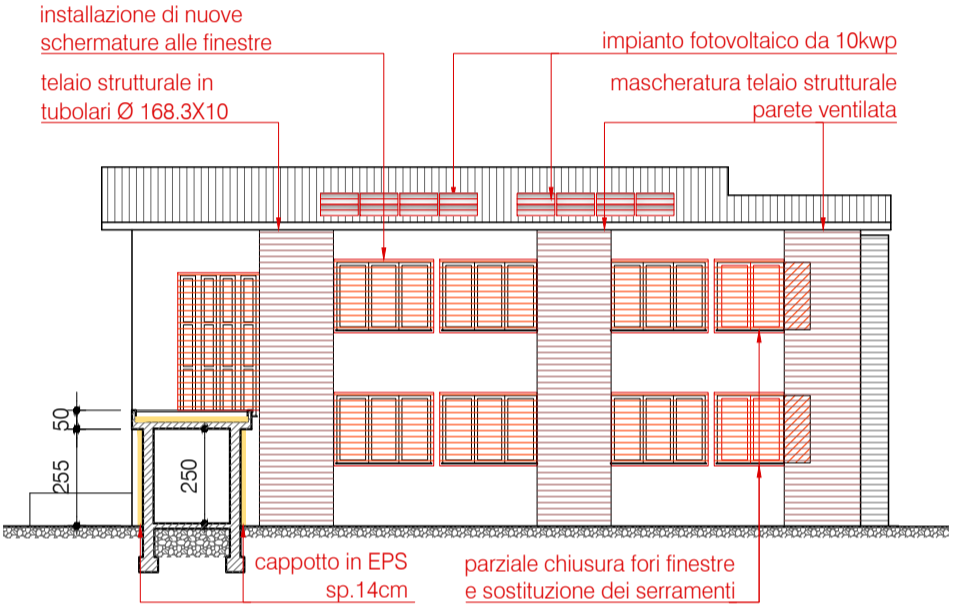 installazione di nuove
schermature alle finestre
impianto fotovoltaico da 10kwp
telaio strutturale in
tubolari Ø 168.3X10
mascheratura telaio strutturale
parete ventilata
50
255
250
cappotto in EPS
sp.14cm
parziale chiusura fori finestre
e sostituzione dei serramenti